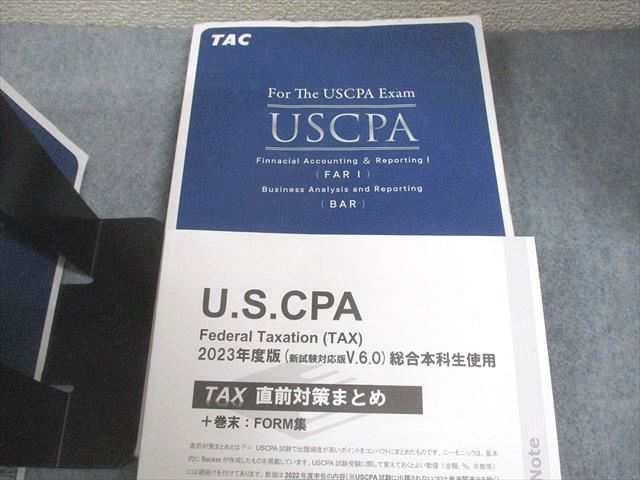 TAC
For The USCPA Exam
USCPA
Finnacial Accounting & Reporting I
( FAR I )
Business Analysis and Reporting
( BAR )
U.S.CPA
Federal Taxation (TAX)
2023年度版(新試験対応版V.6.0)総合本科生使用
TAX 直前対策まとめ
+巻末:FORM集
直前対策まとめとは?= USCPA 試験で出題頻度が高いポイントをコンパクトにまとめたものです。ニーモニックは、基本
的に Becker が作成したものを掲載しています。USCPA 試験受験に際して覚えておくとよい数値(金額、%、年数等)
には網掛けを付けてあります。数値は2022年度申告の内容(※USCPA
Note